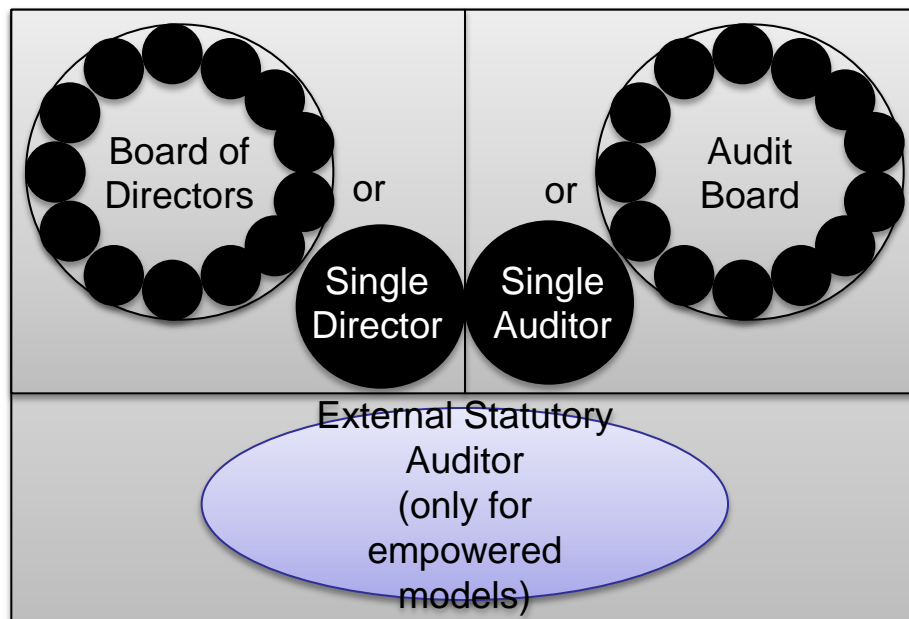 Board of
Directors
or
Single
Director
or
Single
Auditor
Audit
Board
External Statutory
Auditor
(only for
empowered
models)